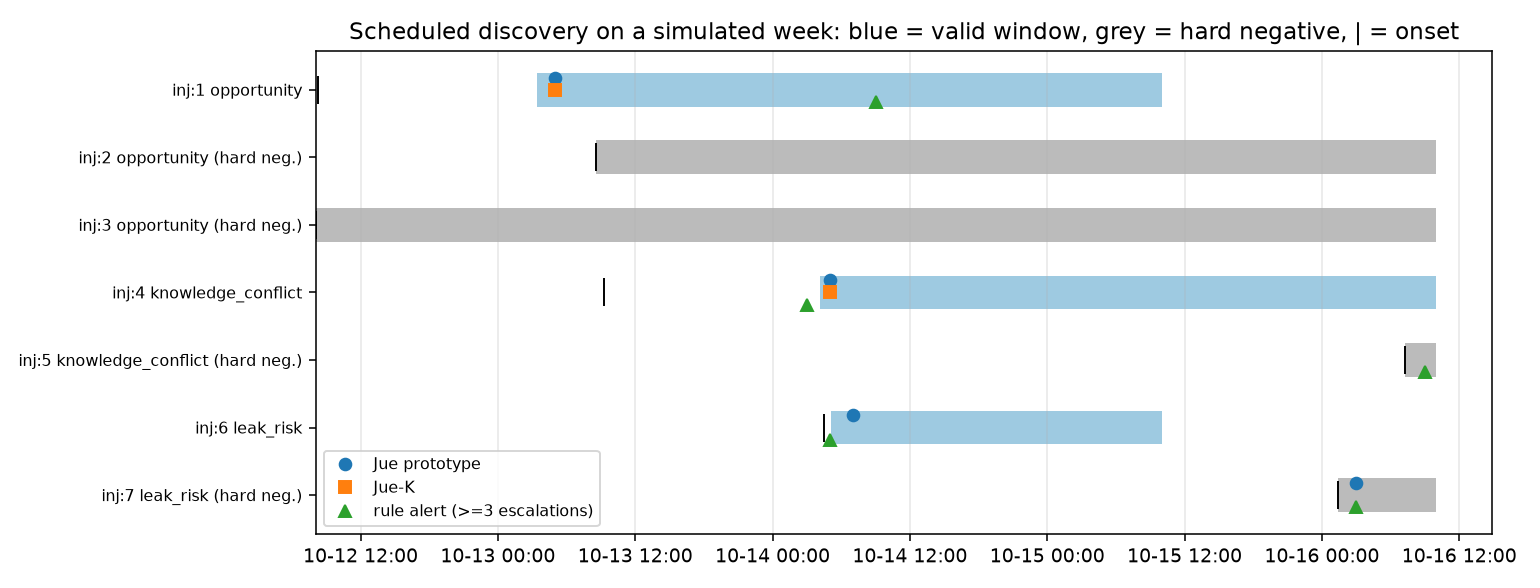 Scheduled discovery on a simulated week: blue = valid window, grey = hard negative, | = onset
inj:1 opportunity
inj:2 opportunity (hard neg.)
inj:3 opportunity (hard neg.)
inj:4 knowledge_conflict
inj:5 knowledge_conflict (hard neg.)
inj:6 leak_risk
inj:7 leak_risk (hard neg.)
Jue prototype
Jue-K
rule alert (>=3 escalations)
10-12 12:00 10-13 00:00 10-13 12:00 10-14 00:00 10-14 12:00 10-15 00:00 10-15 12:00 10-16 00:00 10-16 12:00